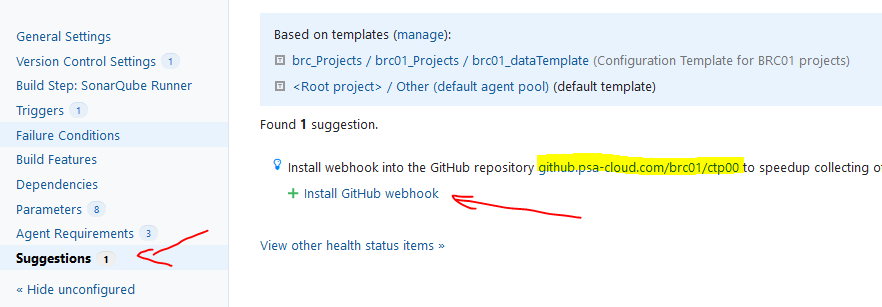 General Settings
Version Control Settings 1
Build Step: SonarQube Runner
Triggers 1
Failure Conditions
Build Features
Dependencies
Parameters 8
Agent Requirements 3
Suggestions 1
« Hide unconfigured
Based on templates (manage):
brc_Projects / brc01_Projects / brc01_dataTemplate (Configuration Template for BRC01 projects)
<Root project> / Other (default agent pool) (default template)
Found 1 suggestion.
Install webhook into the GitHub repository github.psa-cloud.com/brc01/ctp00 to speedup collecting of
+ Install GitHub webhook
View other health status items »